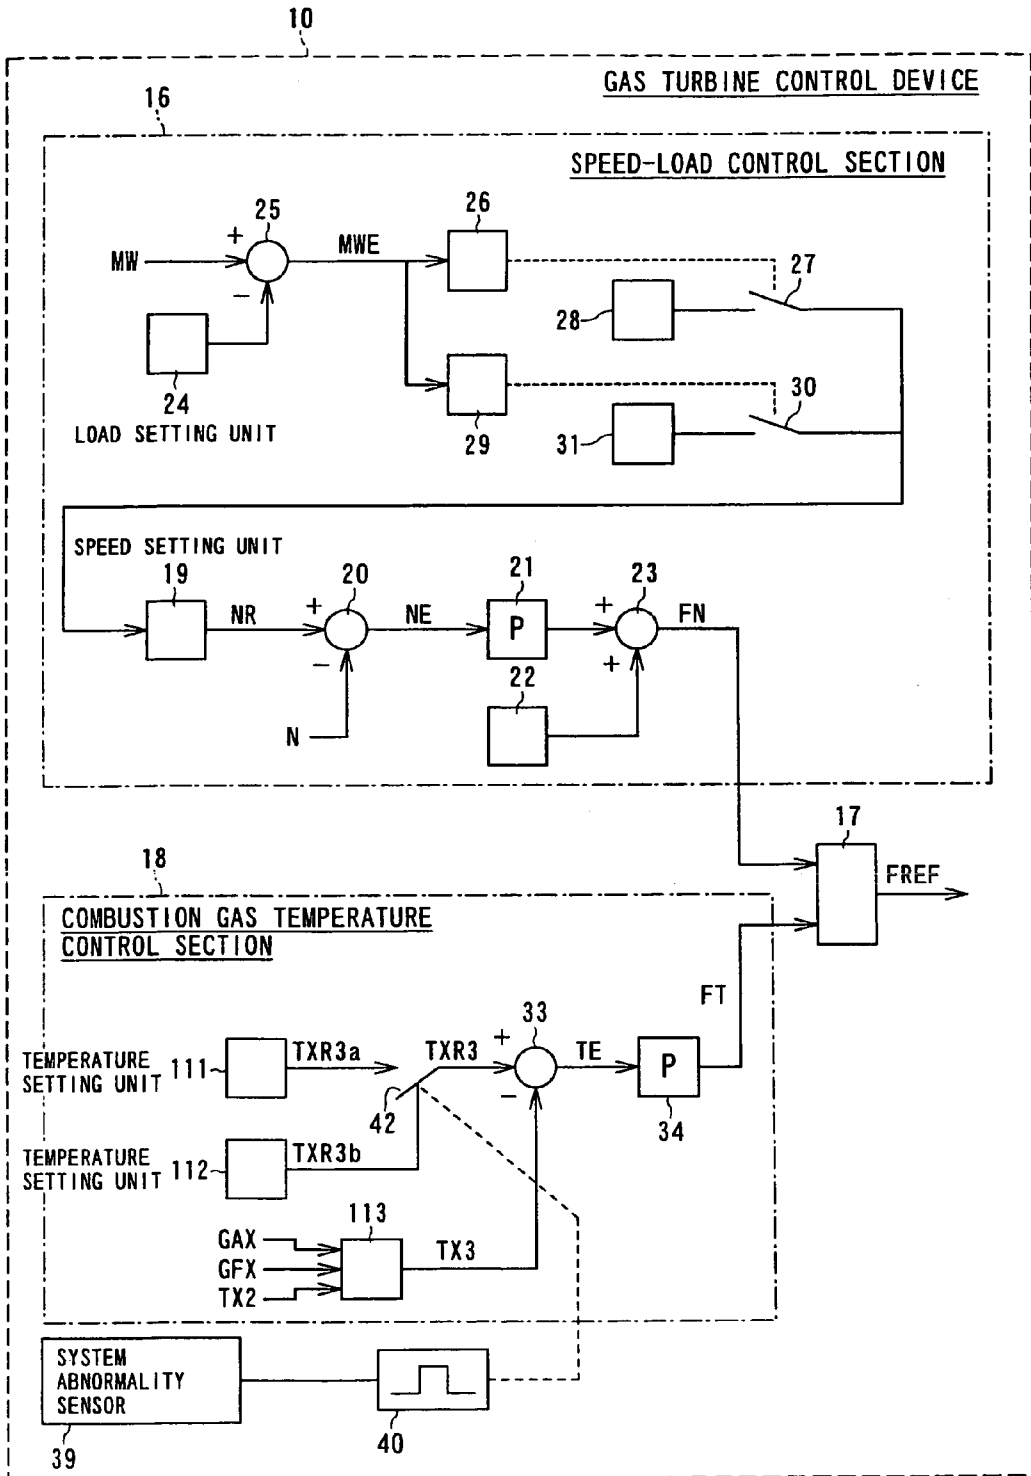 10
GAS TURBINE CONTROL DEVICE
16
SPEED-LOAD CONTROL SECTION
25
26
MW
+
−
MWE
27
28
24
LOAD SETTING UNIT
29
30
31
SPEED SETTING UNIT
19
20
21
23
NR
+
−
NE
P
+
+
FN
22
N
17
18
FREF
COMBUSTION GAS TEMPERATURE
CONTROL SECTION
FT
33
TEMPERATURE
SETTING UNIT
111
TXR3a
TXR3
+
−
TE
P
42
34
TEMPERATURE
SETTING UNIT
112
TXR3b
113
GAX
GFX
TX2
TX3
SYSTEM
ABNORMALITY
SENSOR
39
40